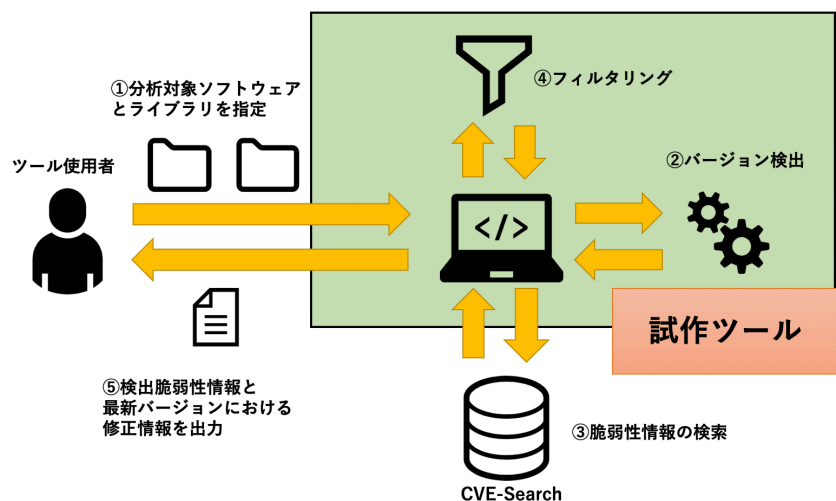 ①分析対象ソフトウェア
とライブラリを指定
ツール使用者
④フィルタリング
②バージョン検出
</>
試作ツール
⑤検出脆弱性情報と
最新バージョンにおける
修正情報を出力
③脆弱性情報の検索
CVE-Search